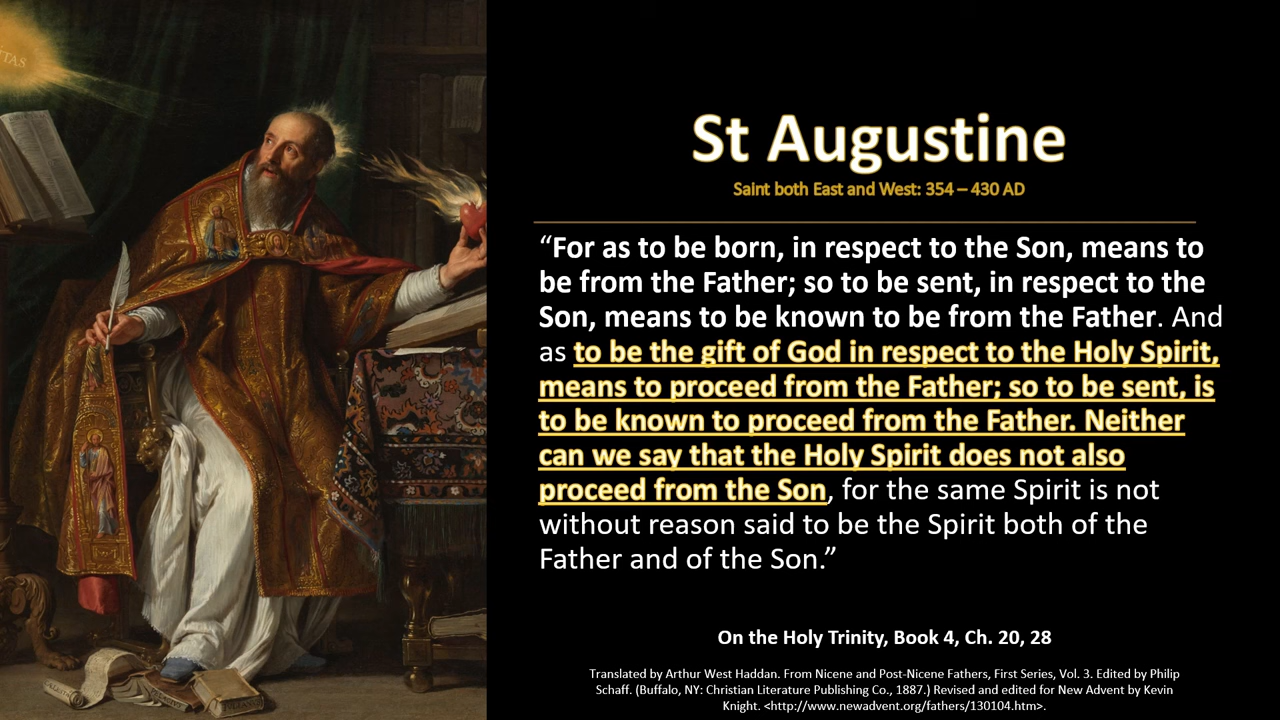 ITAS
St Augustine
Saint both East and West: 354 – 430 AD
“For as to be born, in respect to the Son, means to
be from the Father; so to be sent, in respect to the
Son, means to be known to be from the Father. And
as to be the gift of God in respect to the Holy Spirit,
means to proceed from the Father; so to be sent, is
to be known to proceed from the Father. Neither
can we say that the Holy Spirit does not also
proceed from the Son, for the same Spirit is not
without reason said to be the Spirit both of the
Father and of the Son.”
On the Holy Trinity, Book 4, Ch. 20, 28
Translated by Arthur West Haddan. From Nicene and Post-Nicene Fathers, First Series, Vol. 3. Edited by Philip
Schaff. (Buffalo, NY: Christian Literature Publishing Co., 1887.) Revised and edited for New Advent by Kevin
Knight. <http://www.newadvent.org/fathers/130104.htm>.